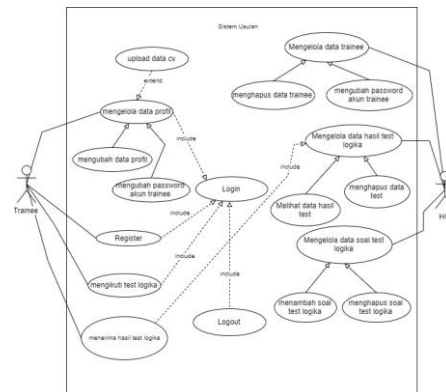 Sistem Usulan
upload data cv
extend
mengelola data profil
mengubah data profil
mengubah password
akun trainee
include
Login
include
Register
mengikuti test logika
include
menerima hasil test logika
include
include
Logout
Trainee
Mengelola data trainee
menghapus data trainee
mengubah password
akun trainee
Mengelola data hasil test
logika
Melihat data hasil
test
menghapus data
test
Mengelola data soal test
logika
menambah soal
test logika
menghapus soal
test logika